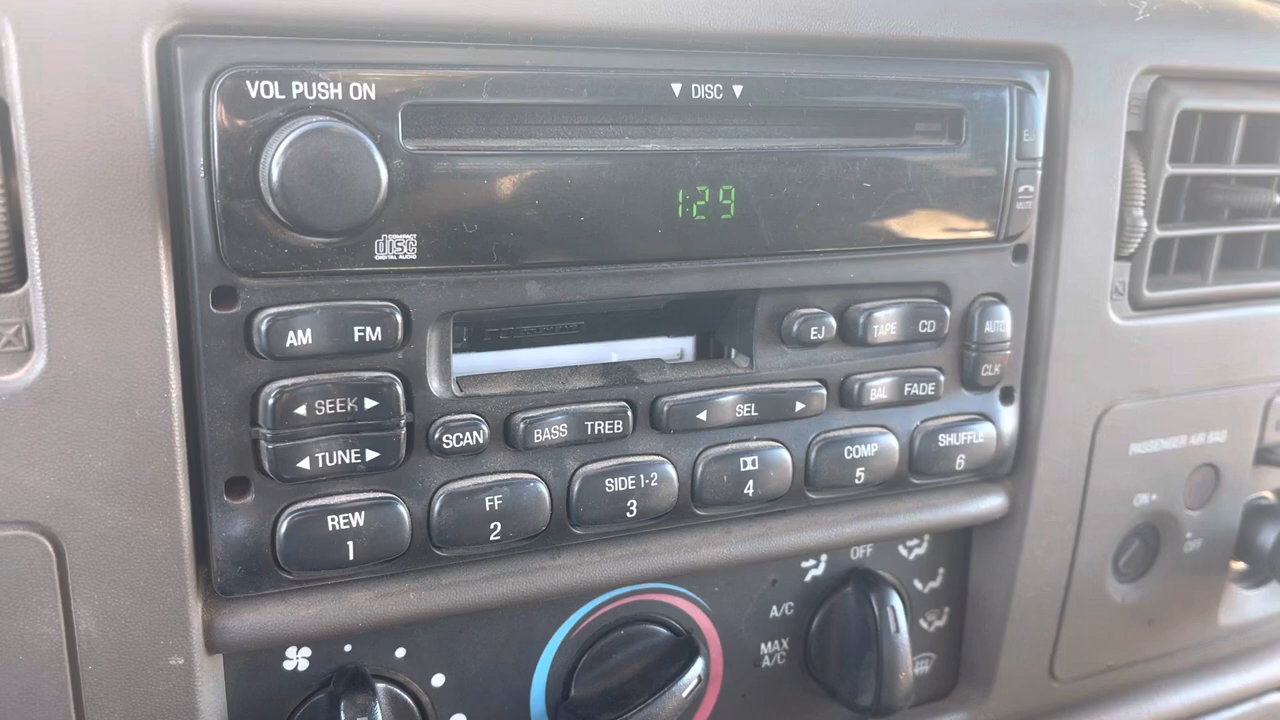 VOL PUSH ON
▼ DISC ▼
1:29
MUTE
COMPACT
disc
DIGITAL AUDIO
AM FM
EJ
TAPE CD
AUTO
CLK
◄ SEEK ►
◄ TUNE ►
SCAN
BASS TREB
◄ SEL ►
BAL FADE
REW
1
FF
2
SIDE 1-2
3
4
COMP
5
SHUFFLE
6
PASSENGER AIR BAG
ON
OFF
OFF
A/C
MAX
A/C